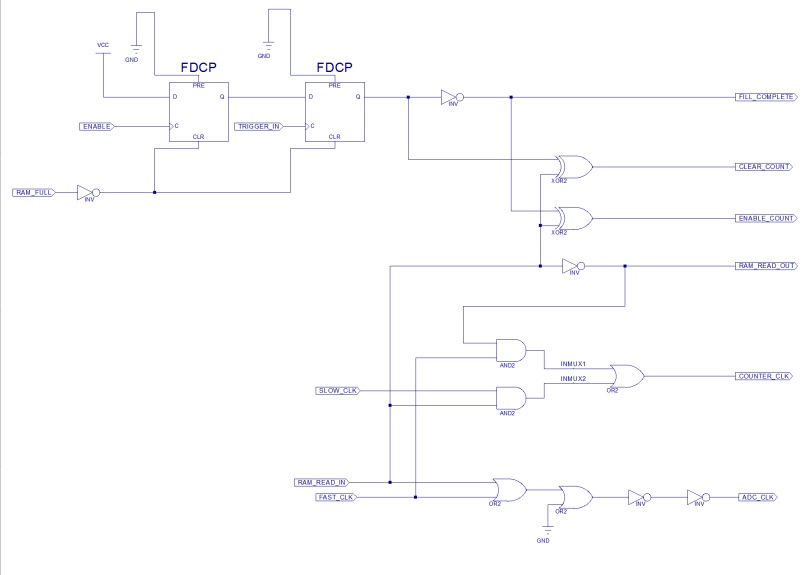 VCC
GND
GND
FDCP
FDCP
PRE
PRE
D
Q
D
Q
INV
FILL_COMPLETE
ENABLE
C
TRIGGER_IN
C
CLR
CLR
CLEAR_COUNT
XOR2
RAM_FULL
INV
ENABLE_COUNT
XOR2
RAM_READ_OUT
INV
INMUX1
AND2
COUNTER_CLK
INMUX2
SLOW_CLK
OR2
AND2
RAM_READ_IN
FAST_CLK
OR2
OR2
INV
INV
ADC_CLK
GND